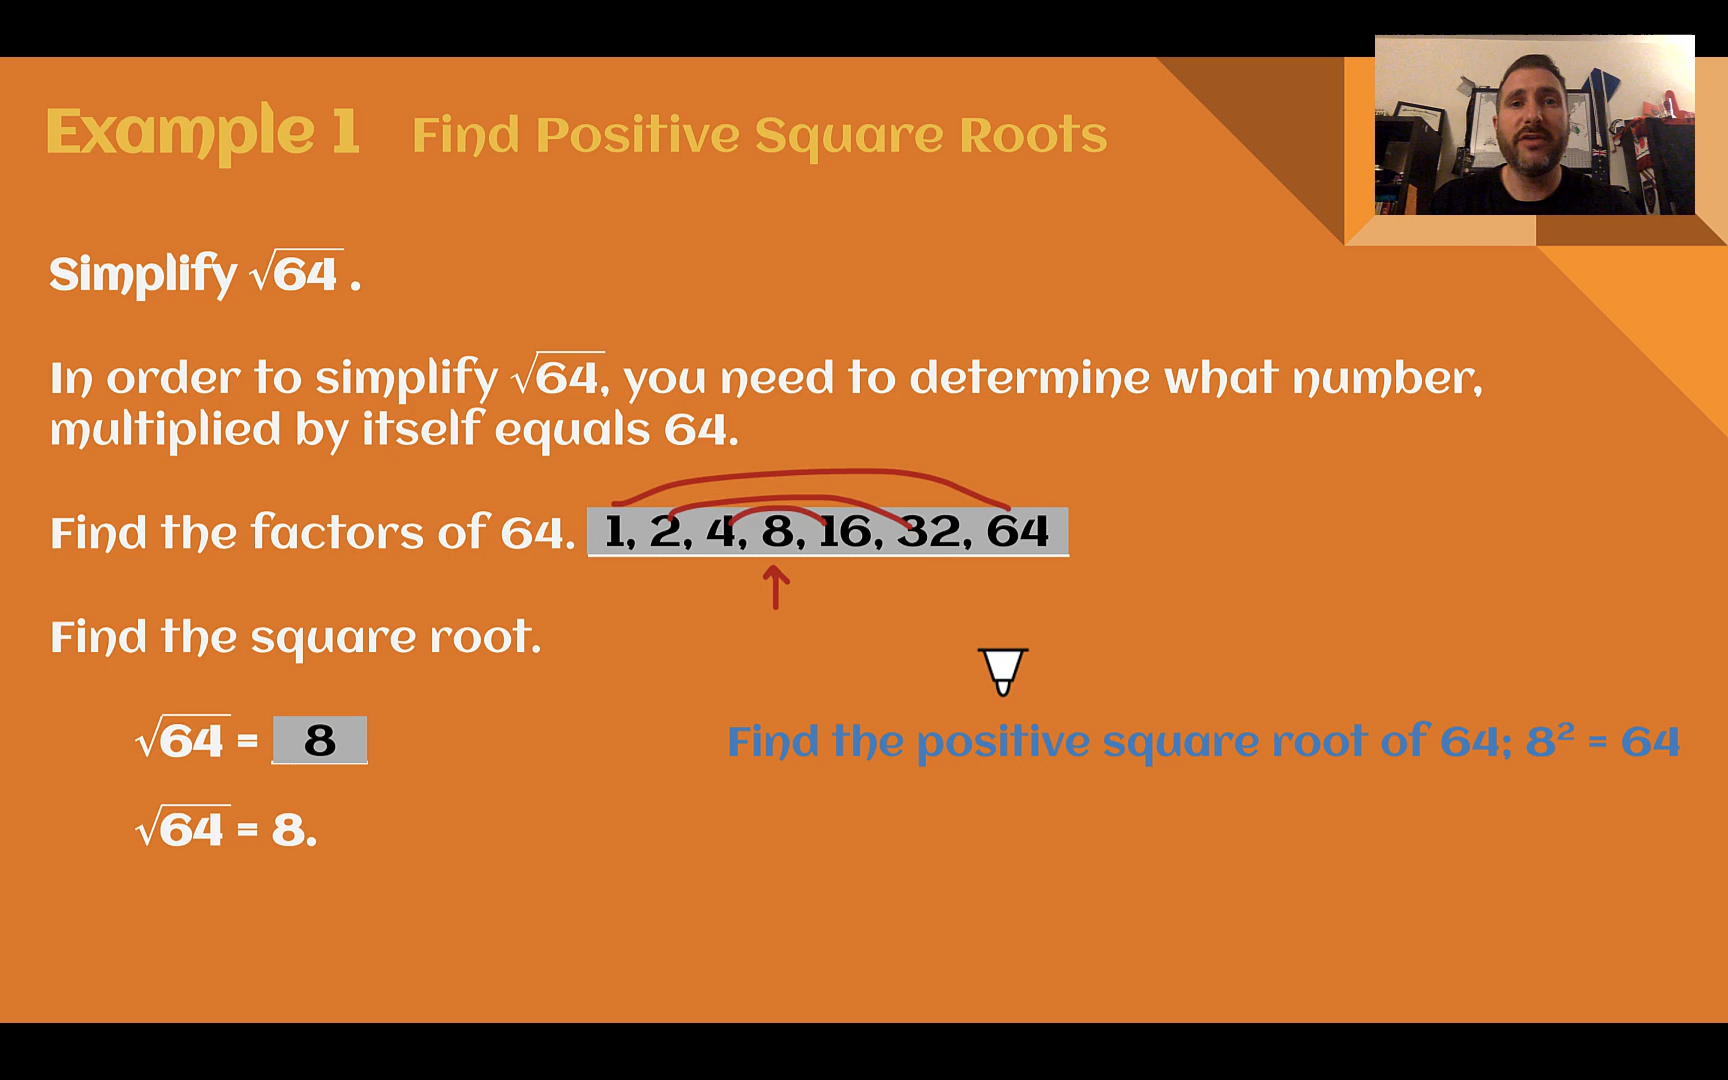 Example 1 Find Positive Square Roots
Simplify √64 .
In order to simplify √64, you need to determine what number,
multiplied by itself equals 64.
Find the factors of 64. 1, 2, 4, 8, 16, 32, 64
Find the square root.
√64 = 8 Find the positive square root of 64; 8² = 64
√64 = 8.